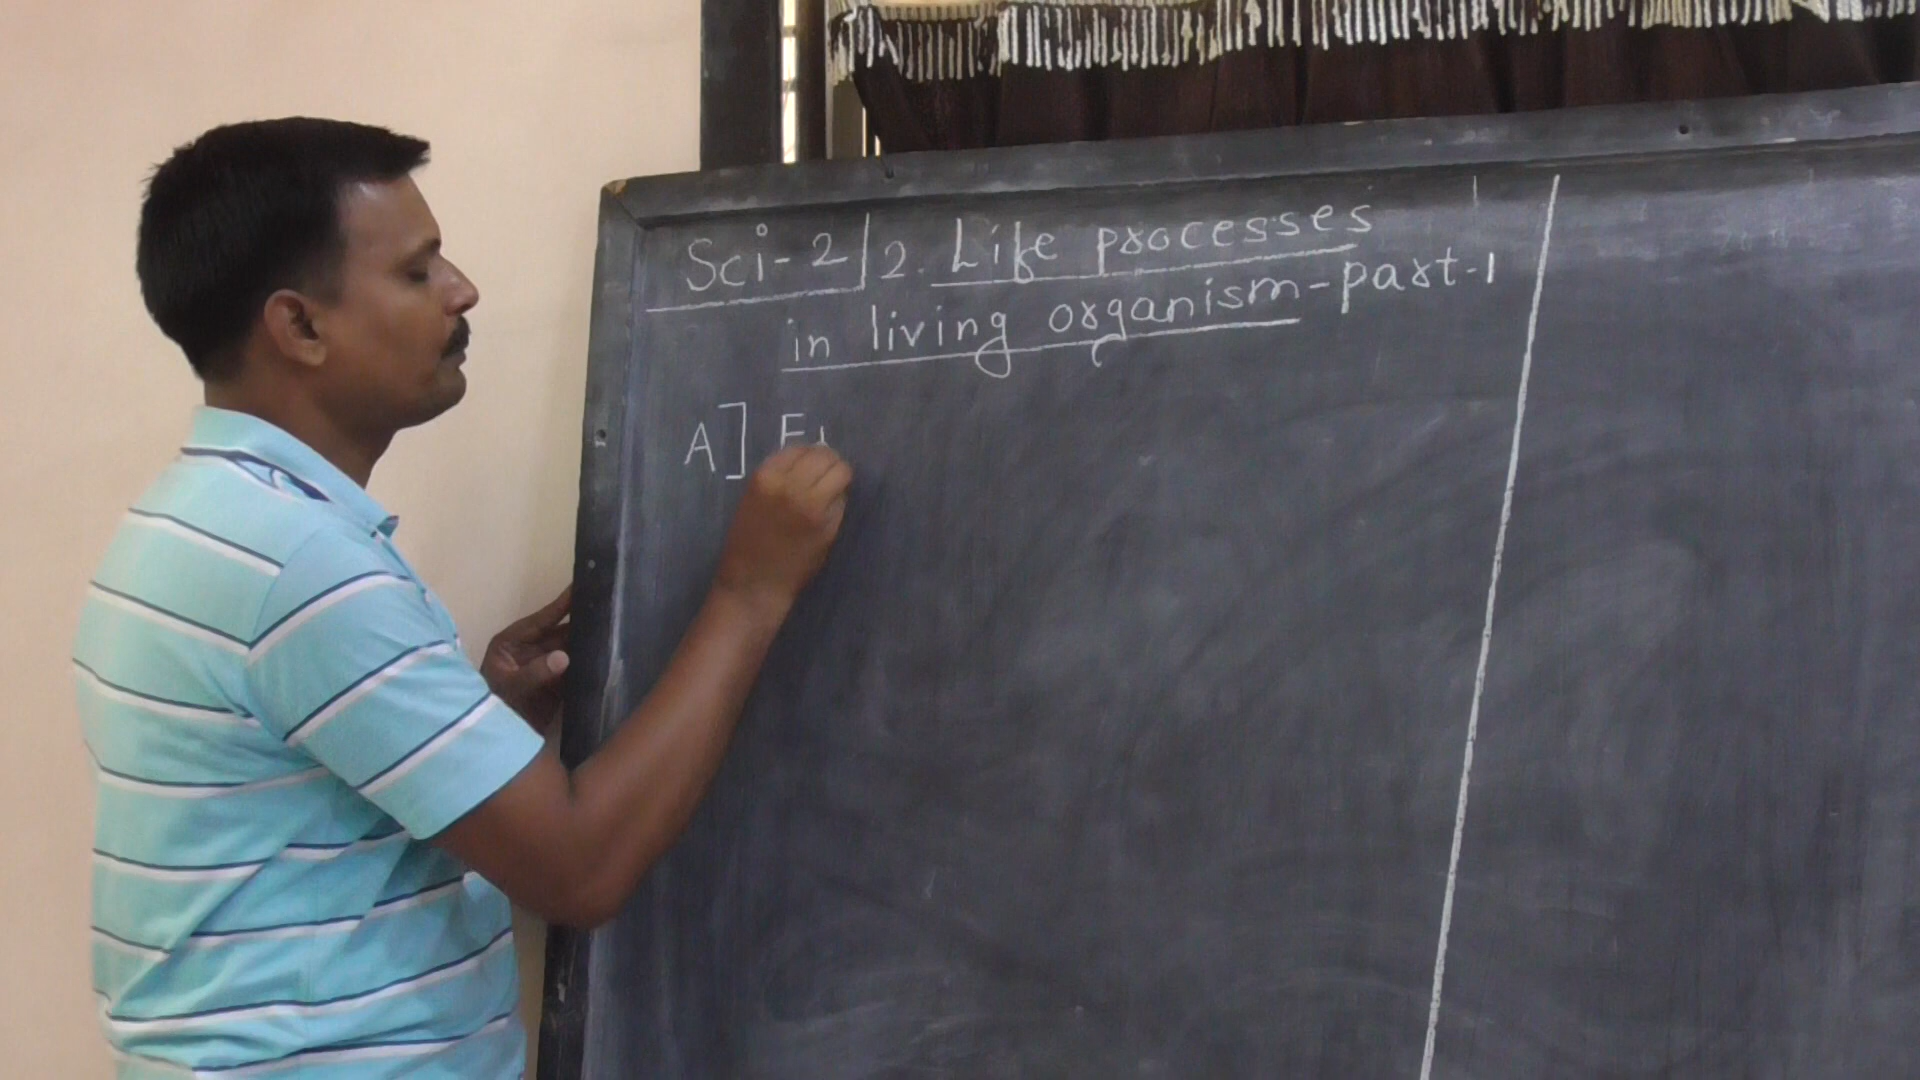 Sci-2 | 2. Life processes
in living organism-part-1
A]